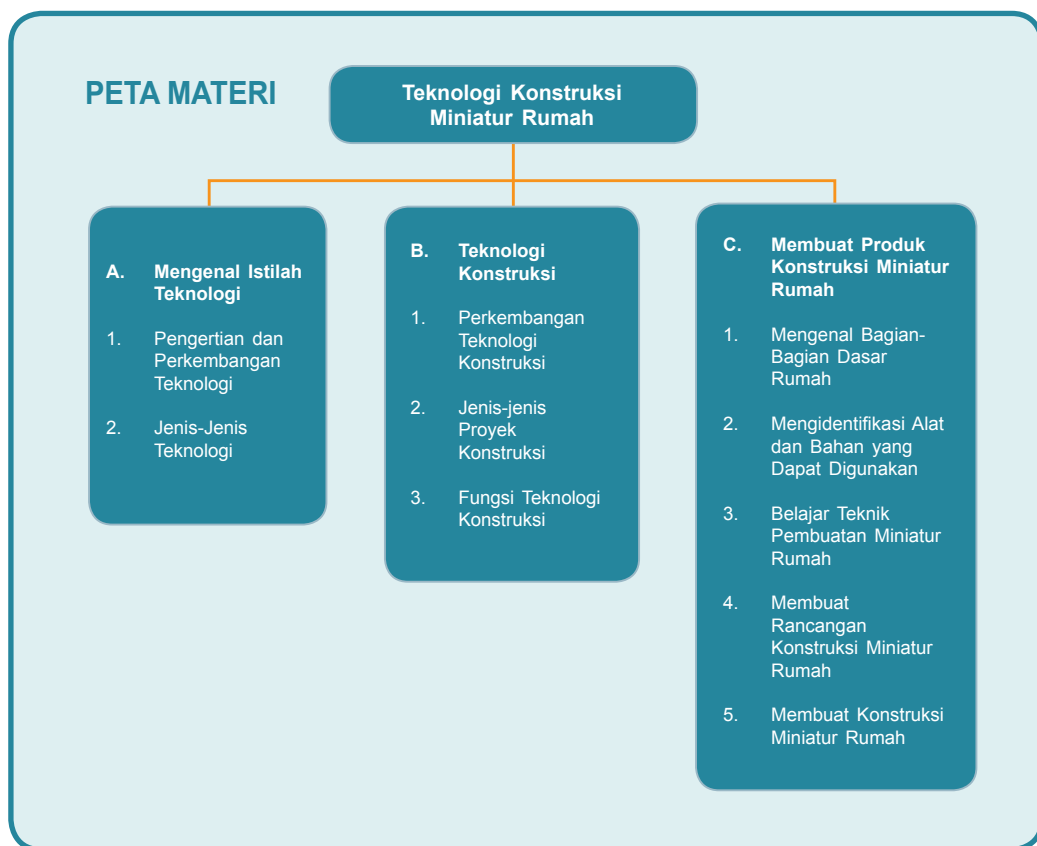 PETA MATERI
Teknologi Konstruksi
Miniatur Rumah
A. Mengenal Istilah
Teknologi
1. Pengertian dan
Perkembangan
Teknologi
2. Jenis-Jenis
Teknologi
B. Teknologi
Konstruksi
1. Perkembangan
Teknologi
Konstruksi
2. Jenis-jenis
Proyek
Konstruksi
3. Fungsi Teknologi
Konstruksi
C. Membuat Produk
Konstruksi Miniatur
Rumah
1. Mengenal Bagian-
Bagian Dasar
Rumah
2. Mengidentifikasi Alat
dan Bahan yang
Dapat Digunakan
3. Belajar Teknik
Pembuatan Miniatur
Rumah
4. Membuat
Rancangan
Konstruksi Miniatur
Rumah
5. Membuat Konstruksi
Miniatur Rumah